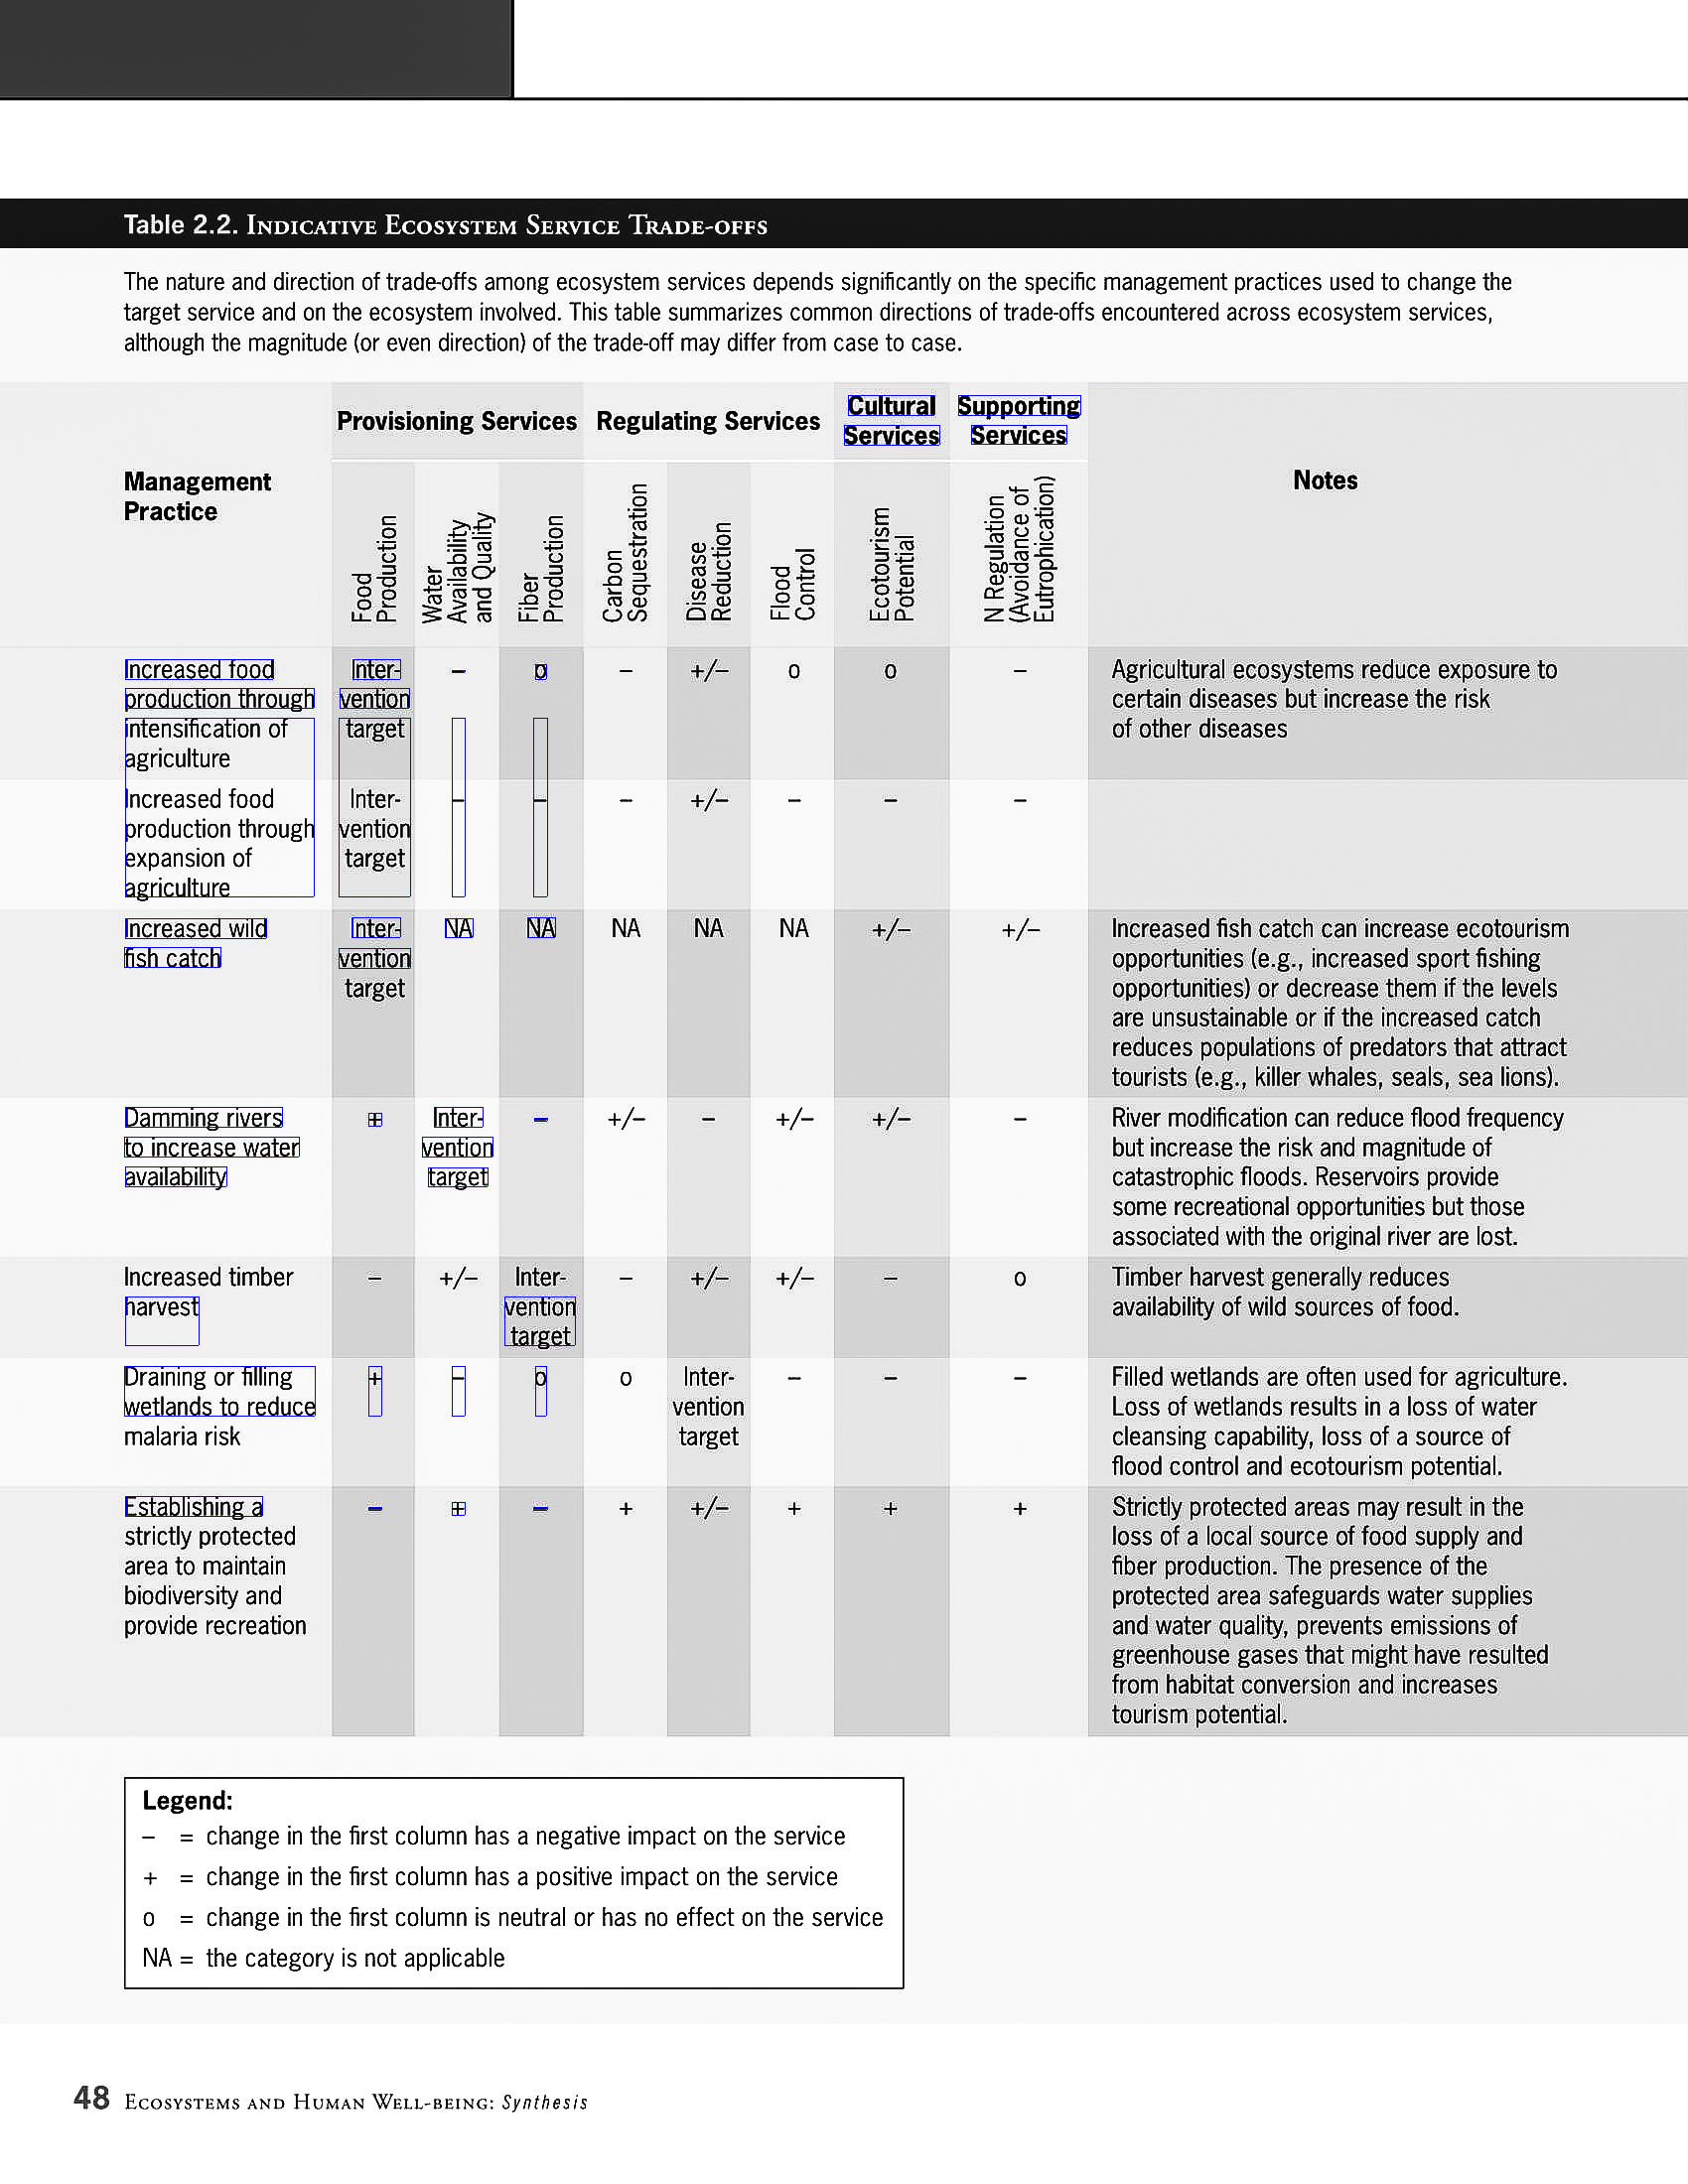 Table 2.2. Indicative Ecosystem Service Trade-offs
The nature and direction of trade-offs among ecosystem services depends significantly on the specific management practices used to change the
target service and on the ecosystem involved. This table summarizes common directions of trade-offs encountered across ecosystem services,
although the magnitude (or even direction) of the trade-off may differ from case to case.
Management
Practice
Provisioning Services
Regulating Services
Cultural
Services
Supporting
Services
Notes
Food
Production
Water
Availability
and Quality
Fiber
Production
Carbon
Sequestration
Disease
Reduction
Flood
Control
Ecotourism
Potential
N Regulation
(Avoidance of
Eutrophication)
Increased food
production through
intensification of
agriculture
Inter-
vention
target
–
o
–
+/–
o
o
–
Agricultural ecosystems reduce exposure to
certain diseases but increase the risk
of other diseases
Increased food
production through
expansion of
agriculture
Inter-
vention
target
–
–
–
+/–
–
–
–
Increased wild
fish catch
Inter-
vention
target
NA
NA
NA
NA
NA
+/–
+/–
Increased fish catch can increase ecotourism
opportunities (e.g., increased sport fishing
opportunities) or decrease them if the levels
are unsustainable or if the increased catch
reduces populations of predators that attract
tourists (e.g., killer whales, seals, sea lions).
Damming rivers
to increase water
availability
+
Inter-
vention
target
–
+/–
–
+/–
+/–
–
River modification can reduce flood frequency
but increase the risk and magnitude of
catastrophic floods. Reservoirs provide
some recreational opportunities but those
associated with the original river are lost.
Increased timber
harvest
–
+/–
Inter-
vention
target
–
+/–
+/–
–
o
Timber harvest generally reduces
availability of wild sources of food.
Draining or filling
wetlands to reduce
malaria risk
+
–
o
o
Inter-
vention
target
–
–
–
Filled wetlands are often used for agriculture.
Loss of wetlands results in a loss of water
cleansing capability, loss of a source of
flood control and ecotourism potential.
Establishing a
strictly protected
area to maintain
biodiversity and
provide recreation
–
+
–
+
+/–
+
+
+
Strictly protected areas may result in the
loss of a local source of food supply and
fiber production. The presence of the
protected area safeguards water supplies
and water quality, prevents emissions of
greenhouse gases that might have resulted
from habitat conversion and increases
tourism potential.
Legend:
– = change in the first column has a negative impact on the service
+ = change in the first column has a positive impact on the service
o = change in the first column is neutral or has no effect on the service
NA = the category is not applicable
48 Ecosystems and Human Well-being: Synthesis